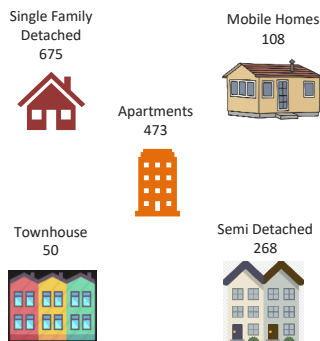 Single Family
Detached
675
Mobile Homes
108
Apartments
473
Townhouse
50
Semi Detached
268